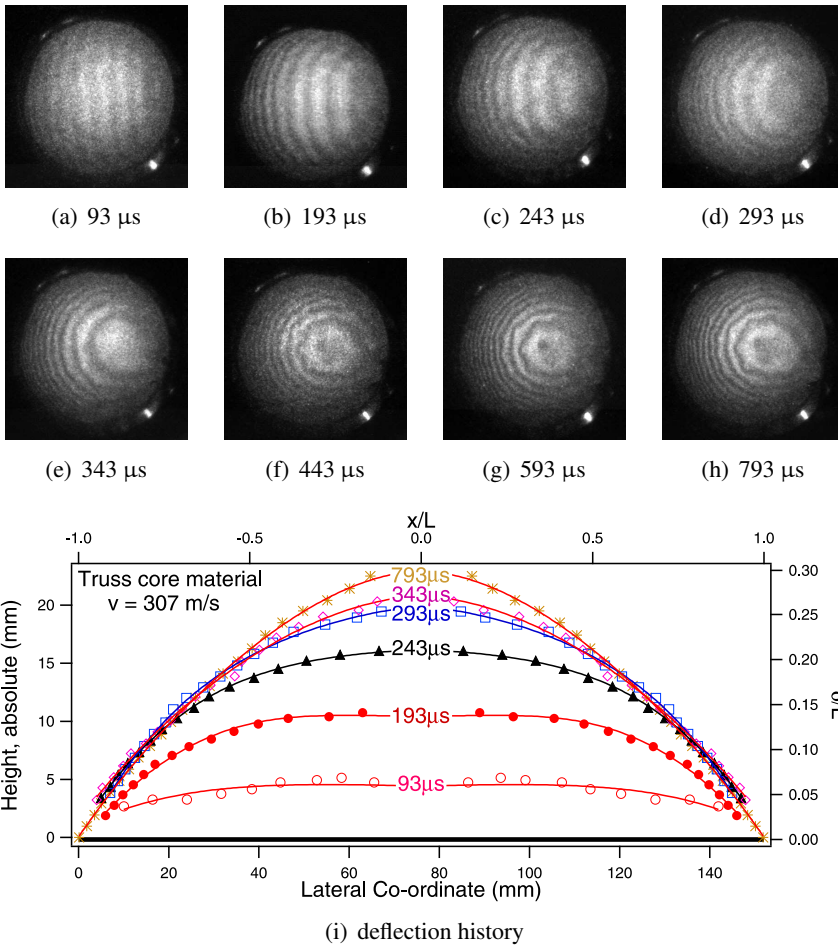 (a) 93 µs
(b) 193 µs
(c) 243 µs
(d) 293 µs
(e) 343 µs
(f) 443 µs
(g) 593 µs
(h) 793 µs
x/L
-1.0 -0.5 0.0 0.5 1.0
Truss core material
v = 307 m/s
793µs
343µs
293µs
243µs
193µs
93µs
Height, absolute (mm)
20
15
10
5
0
0.30
0.25
0.20
0.15
0.10
0.05
0.00
0 20 40 60 80 100 120 140
Lateral Co-ordinate (mm)
(i) deflection history